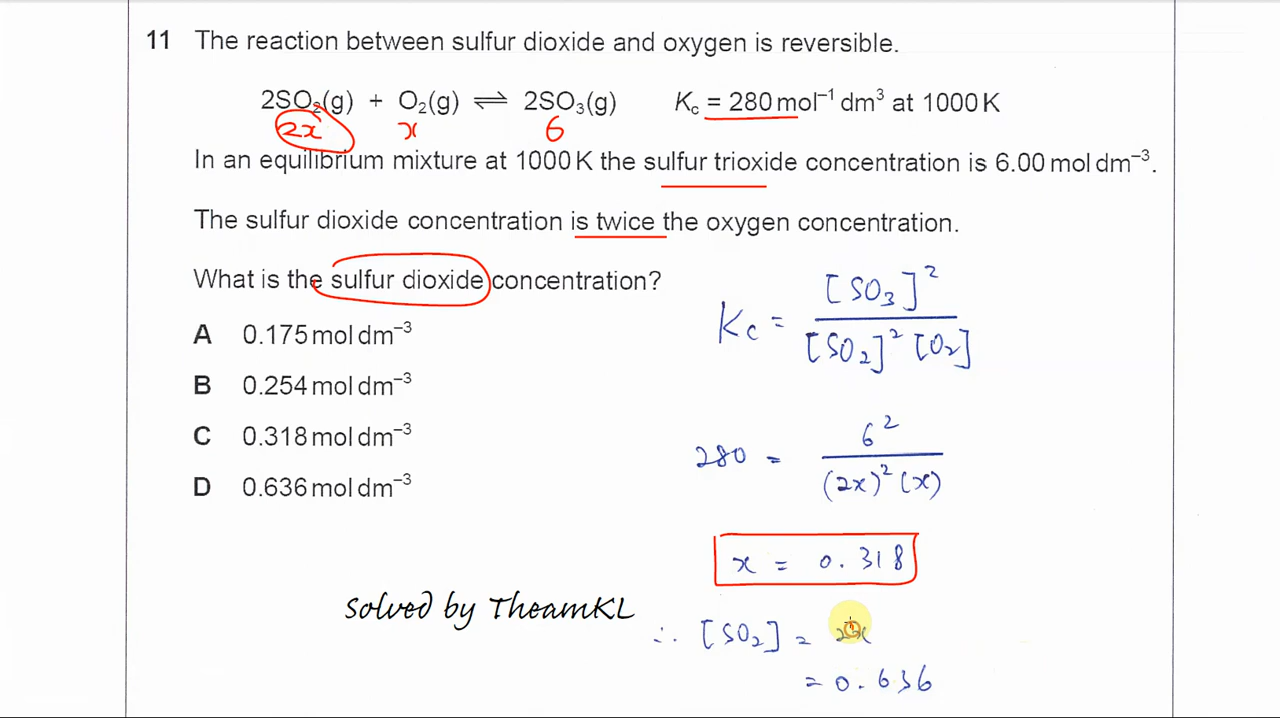 11 The reaction between sulfur dioxide and oxygen is reversible.
2SO₂(g) + O₂(g) ⇌ 2SO₃(g) Kc = 280 mol⁻¹ dm³ at 1000 K
2x x 6
In an equilibrium mixture at 1000 K the sulfur trioxide concentration is 6.00 mol dm⁻³.
The sulfur dioxide concentration is twice the oxygen concentration.
What is the sulfur dioxide concentration?
A 0.175 mol dm⁻³
B 0.254 mol dm⁻³
C 0.318 mol dm⁻³
D 0.636 mol dm⁻³
Kc = [SO₃]² / [SO₂]² [O₂]
280 = 6² / (2x)² (x)
x = 0.318
Solved by TheamKL
∴ [SO₂] = 2x
= 0.636